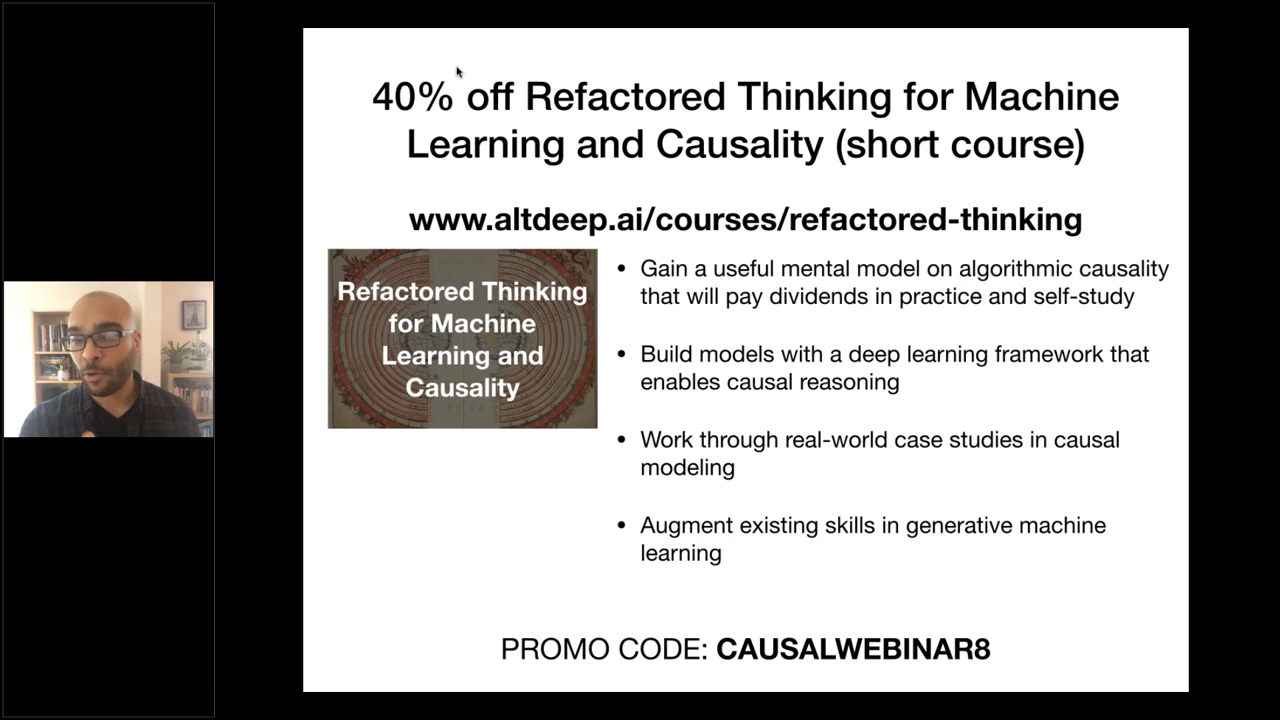 40% off Refactored Thinking for Machine
Learning and Causality (short course)
www.altdeep.ai/courses/refactored-thinking
Refactored Thinking
for Machine
Learning and
Causality
• Gain a useful mental model on algorithmic causality
that will pay dividends in practice and self-study
• Build models with a deep learning framework that
enables causal reasoning
• Work through real-world case studies in causal
modeling
• Augment existing skills in generative machine
learning
PROMO CODE: CAUSALWEBINAR8